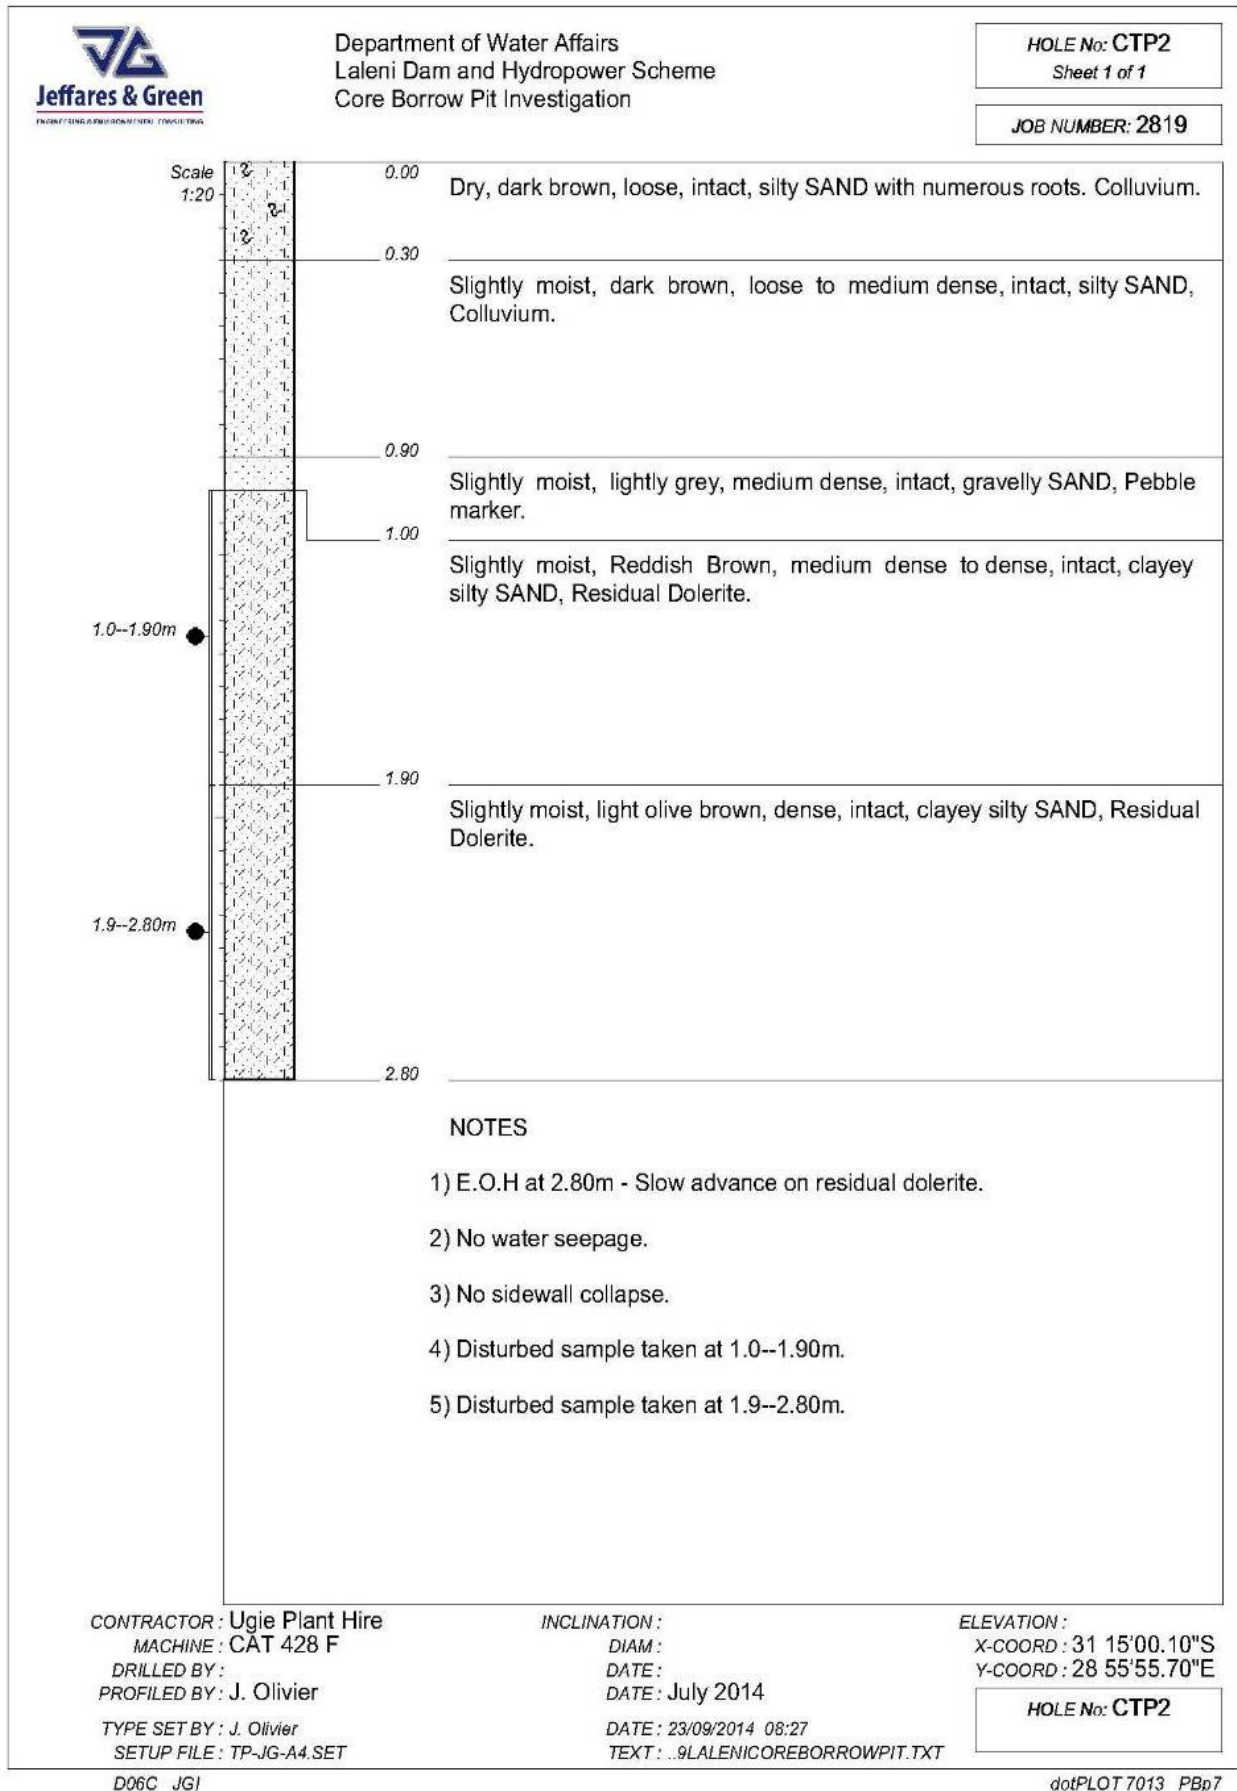 Jeffares & Green
ENGINEERING & ENVIRONMENTAL CONSULTING
Department of Water Affairs
Laleni Dam and Hydropower Scheme
Core Borrow Pit Investigation
HOLE No: CTP2
Sheet 1 of 1
JOB NUMBER: 2819
Scale
1:20
0.00
Dry, dark brown, loose, intact, silty SAND with numerous roots. Colluvium.
0.30
Slightly moist, dark brown, loose to medium dense, intact, silty SAND,
Colluvium.
0.90
Slightly moist, lightly grey, medium dense, intact, gravelly SAND, Pebble
marker.
1.00
Slightly moist, Reddish Brown, medium dense to dense, intact, clayey
silty SAND, Residual Dolerite.
1.0--1.90m
1.90
Slightly moist, light olive brown, dense, intact, clayey silty SAND, Residual
Dolerite.
1.9--2.80m
2.80
NOTES
1) E.O.H at 2.80m - Slow advance on residual dolerite.
2) No water seepage.
3) No sidewall collapse.
4) Disturbed sample taken at 1.0--1.90m.
5) Disturbed sample taken at 1.9--2.80m.
CONTRACTOR : Ugie Plant Hire
MACHINE : CAT 428 F
DRILLED BY :
PROFILED BY : J. Olivier
TYPE SET BY : J. Olivier
SETUP FILE : TP-JG-A4.SET
INCLINATION :
DIAM :
DATE :
DATE : July 2014
DATE : 23/09/2014 08:27
TEXT : ..9LALENICOREBORROWPIT.TXT
ELEVATION :
X-COORD : 31 15'00.10"S
Y-COORD : 28 55'55.70"E
HOLE No: CTP2
D06C JGI
dotPLOT 7013 PBp7